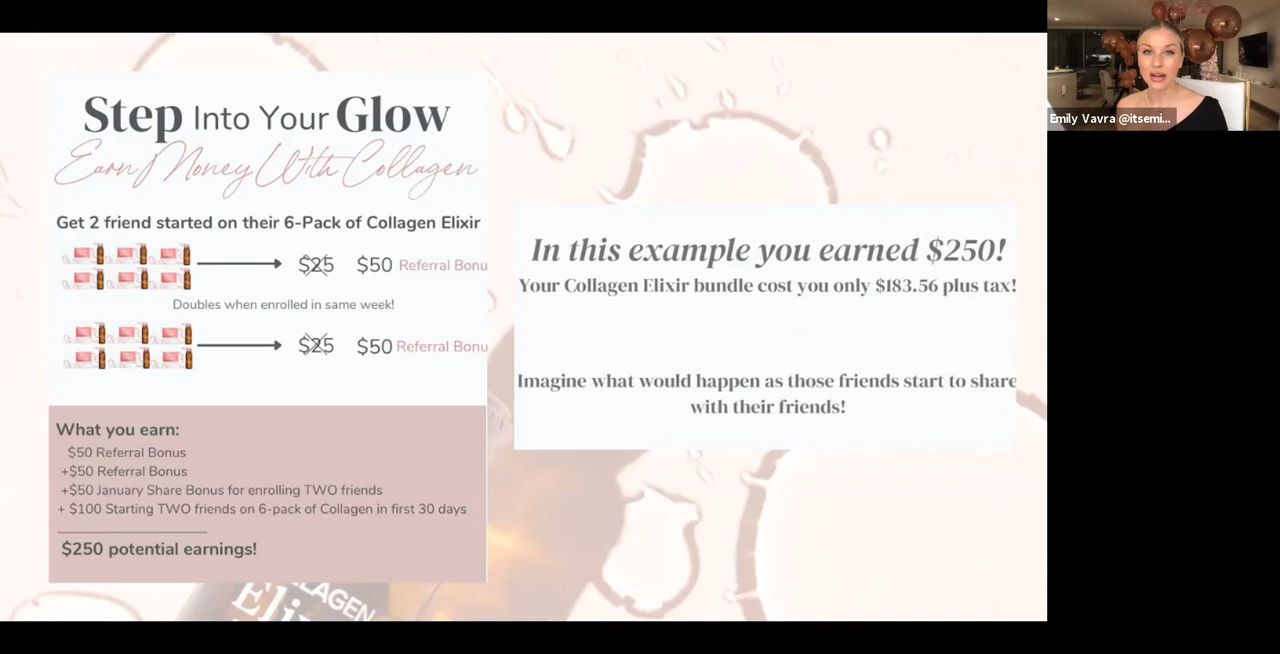 Step Into Your Glow
Earn Money With Collagen
Get 2 friend started on their 6-Pack of Collagen Elixir
$25 $50 Referral Bonu
Doubles when enrolled in same week!
$25 $50 Referral Bonu
What you earn:
$50 Referral Bonus
+$50 Referral Bonus
+$50 January Share Bonus for enrolling TWO friends
+ $100 Starting TWO friends on 6-pack of Collagen in first 30 days
$250 potential earnings!
In this example you earned $250!
Your Collagen Elixir bundle cost you only $183.56 plus tax!
Imagine what would happen as those friends start to share
with their friends!
LAGEN
Eli
Emily Vavra @itsemi...